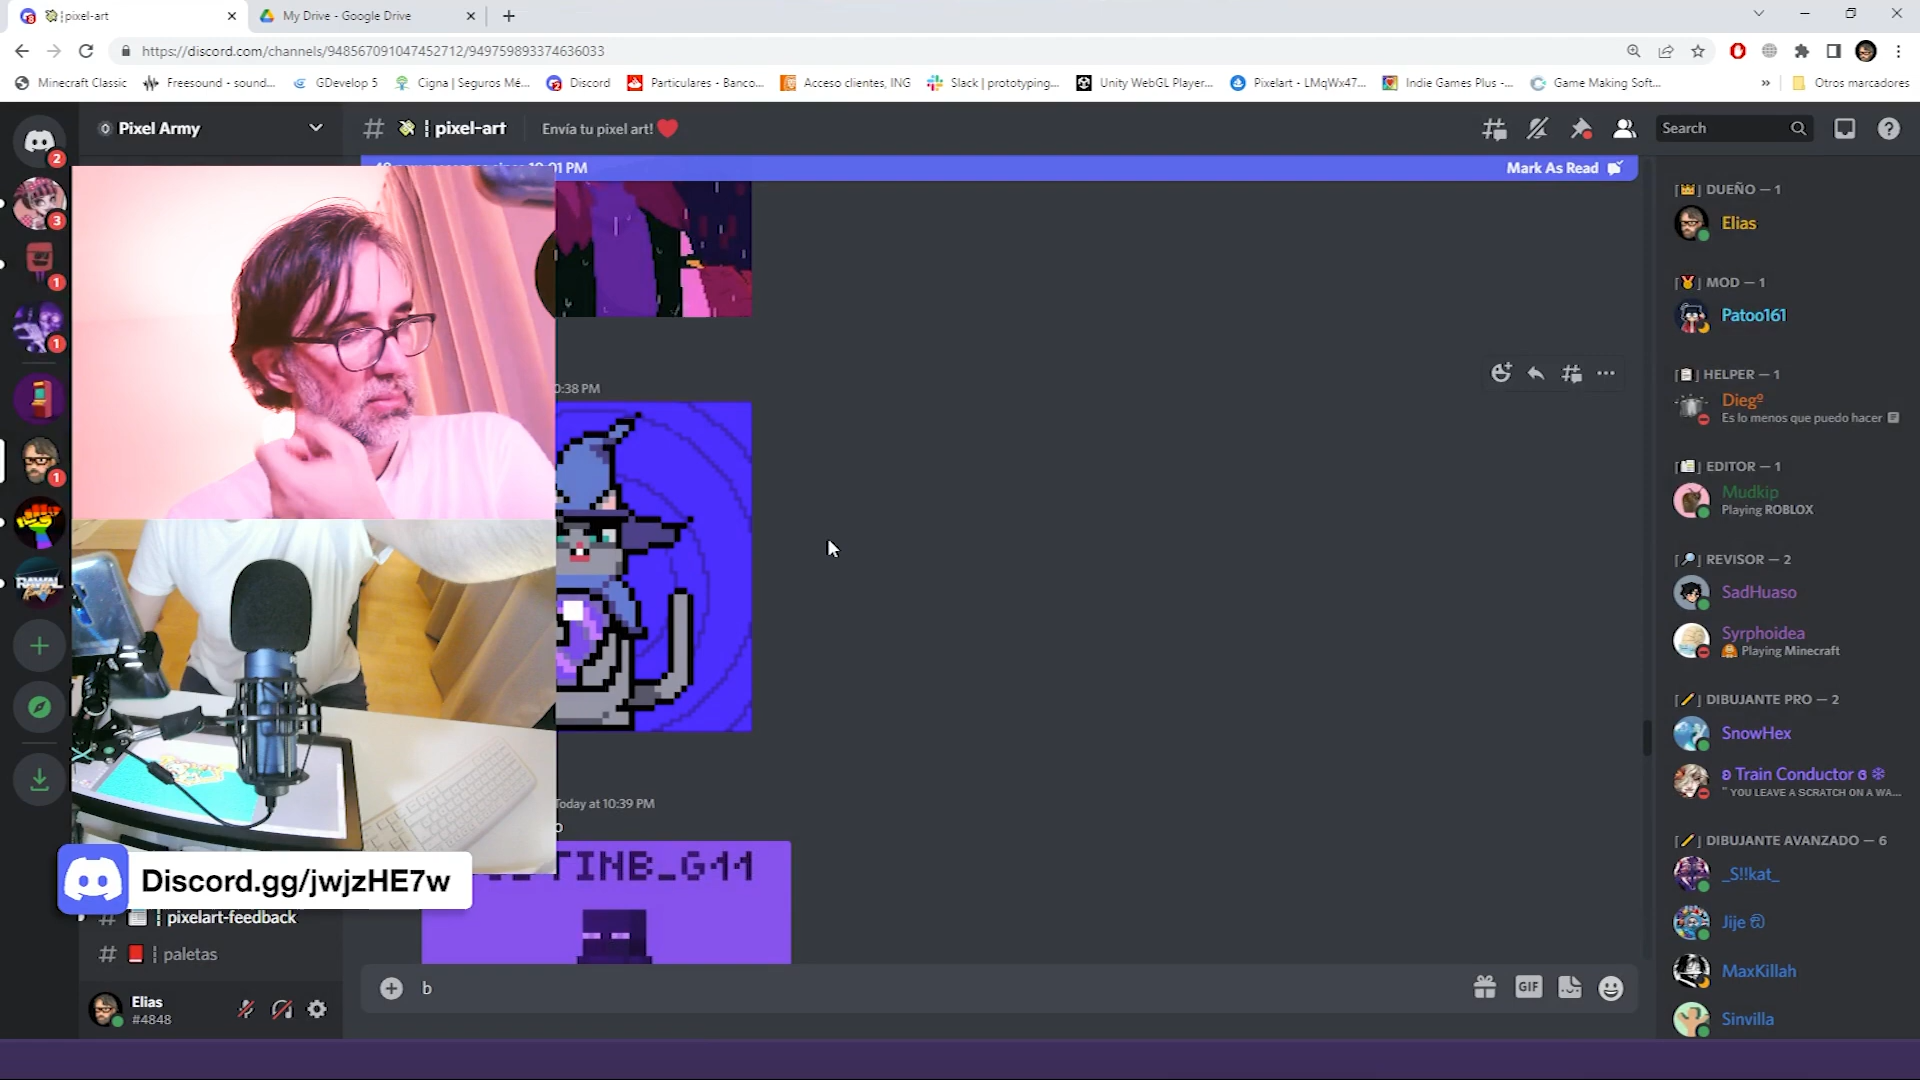 ¦pixel-art
My Drive - Google Drive
https://discord.com/channels/948567091047452712/949759893374636033
Minecraft Classic
Freesound - sound...
GDevelop 5
Cigna | Seguros Mé...
Discord
Particulares - Banco...
Acceso clientes, ING
Slack | prototyping...
Unity WebGL Player...
Pixelart - LMqWx47...
Indie Games Plus -...
Game Making Soft...
Otros marcadores
Pixel Army
¦ pixel-art
Envía tu pixel art!
Search
Mark As Read
DUEÑO — 1
Elias
MOD — 1
Patoo161
HELPER — 1
Diegº
Es lo menos que puedo hacer
EDITOR — 1
Mudkip
Playing ROBLOX
REVISOR — 2
SadHuaso
Syrphoidea
Playing Minecraft
DIBUJANTE PRO — 2
SnowHex
Train Conductor
" YOU LEAVE A SCRATCH ON A WA...
DIBUJANTE AVANZADO — 6
_S!!kat_
Jije
MaxKillah
Sinvilla
0:38 PM
Today at 10:39 PM
TINB_G44
Discord.gg/jwjzHE7w
¦ pixelart-feedback
¦ paletas
Elias
#4848
b
GIF